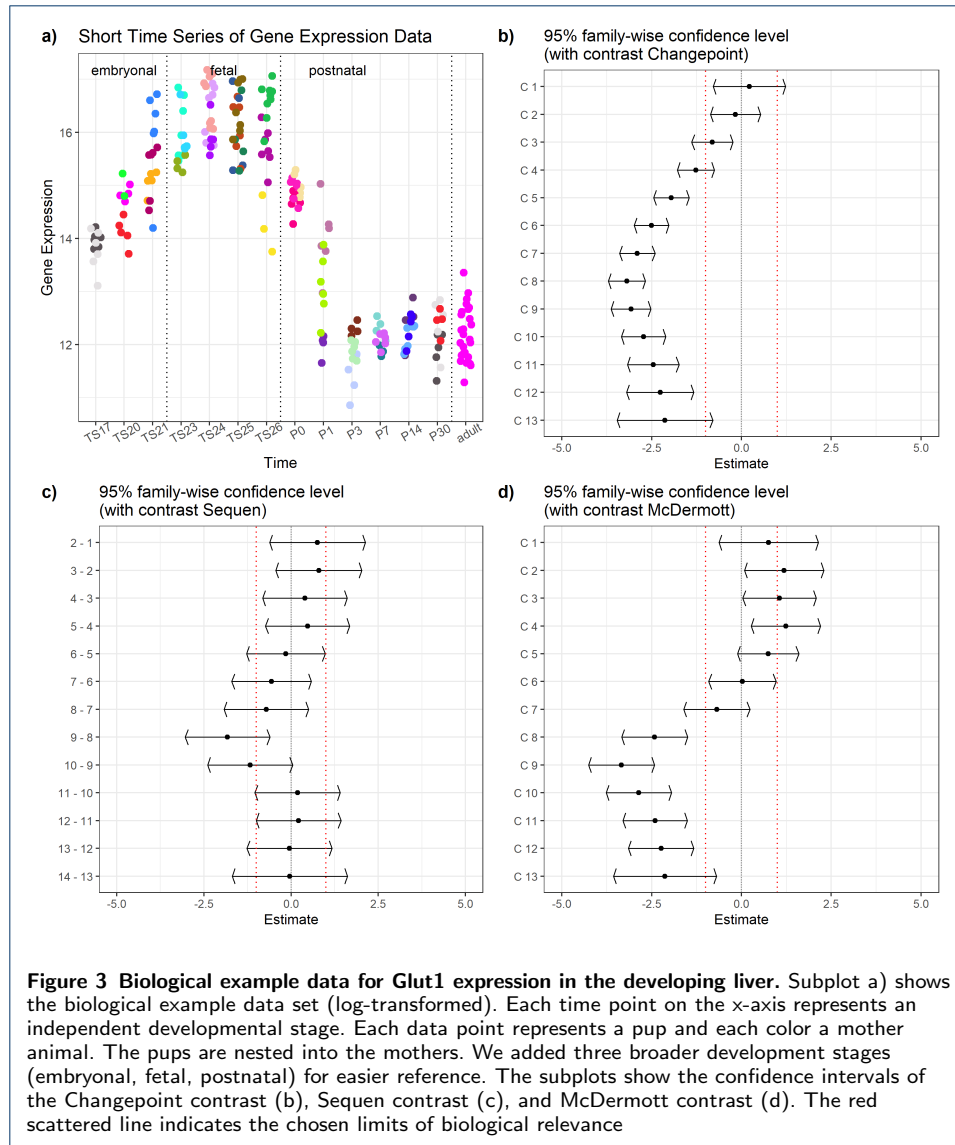 a) Short Time Series of Gene Expression Data
embryonal fetal postnatal
16
14
12
Gene Expression
TS17 TS20 TS21 TS23 TS24 TS25 TS26 P0 P1 P3 P7 P14 P30 adult
Time
b) 95% family-wise confidence level
(with contrast Changepoint)
C 1
C 2
C 3
C 4
C 5
C 6
C 7
C 8
C 9
C 10
C 11
C 12
C 13
-5.0 -2.5 0.0 2.5 5.0
Estimate
c) 95% family-wise confidence level
(with contrast Sequen)
2 - 1
3 - 2
4 - 3
5 - 4
6 - 5
7 - 6
8 - 7
9 - 8
10 - 9
11 - 10
12 - 11
13 - 12
14 - 13
-5.0 -2.5 0.0 2.5 5.0
Estimate
d) 95% family-wise confidence level
(with contrast McDermott)
C 1
C 2
C 3
C 4
C 5
C 6
C 7
C 8
C 9
C 10
C 11
C 12
C 13
-5.0 -2.5 0.0 2.5 5.0
Estimate
Figure 3 Biological example data for Glut1 expression in the developing liver. Subplot a) shows
the biological example data set (log-transformed). Each time point on the x-axis represents an
independent developmental stage. Each data point represents a pup and each color a mother
animal. The pups are nested into the mothers. We added three broader development stages
(embryonal, fetal, postnatal) for easier reference. The subplots show the confidence intervals of
the Changepoint contrast (b), Sequen contrast (c), and McDermott contrast (d). The red
scattered line indicates the chosen limits of biological relevance